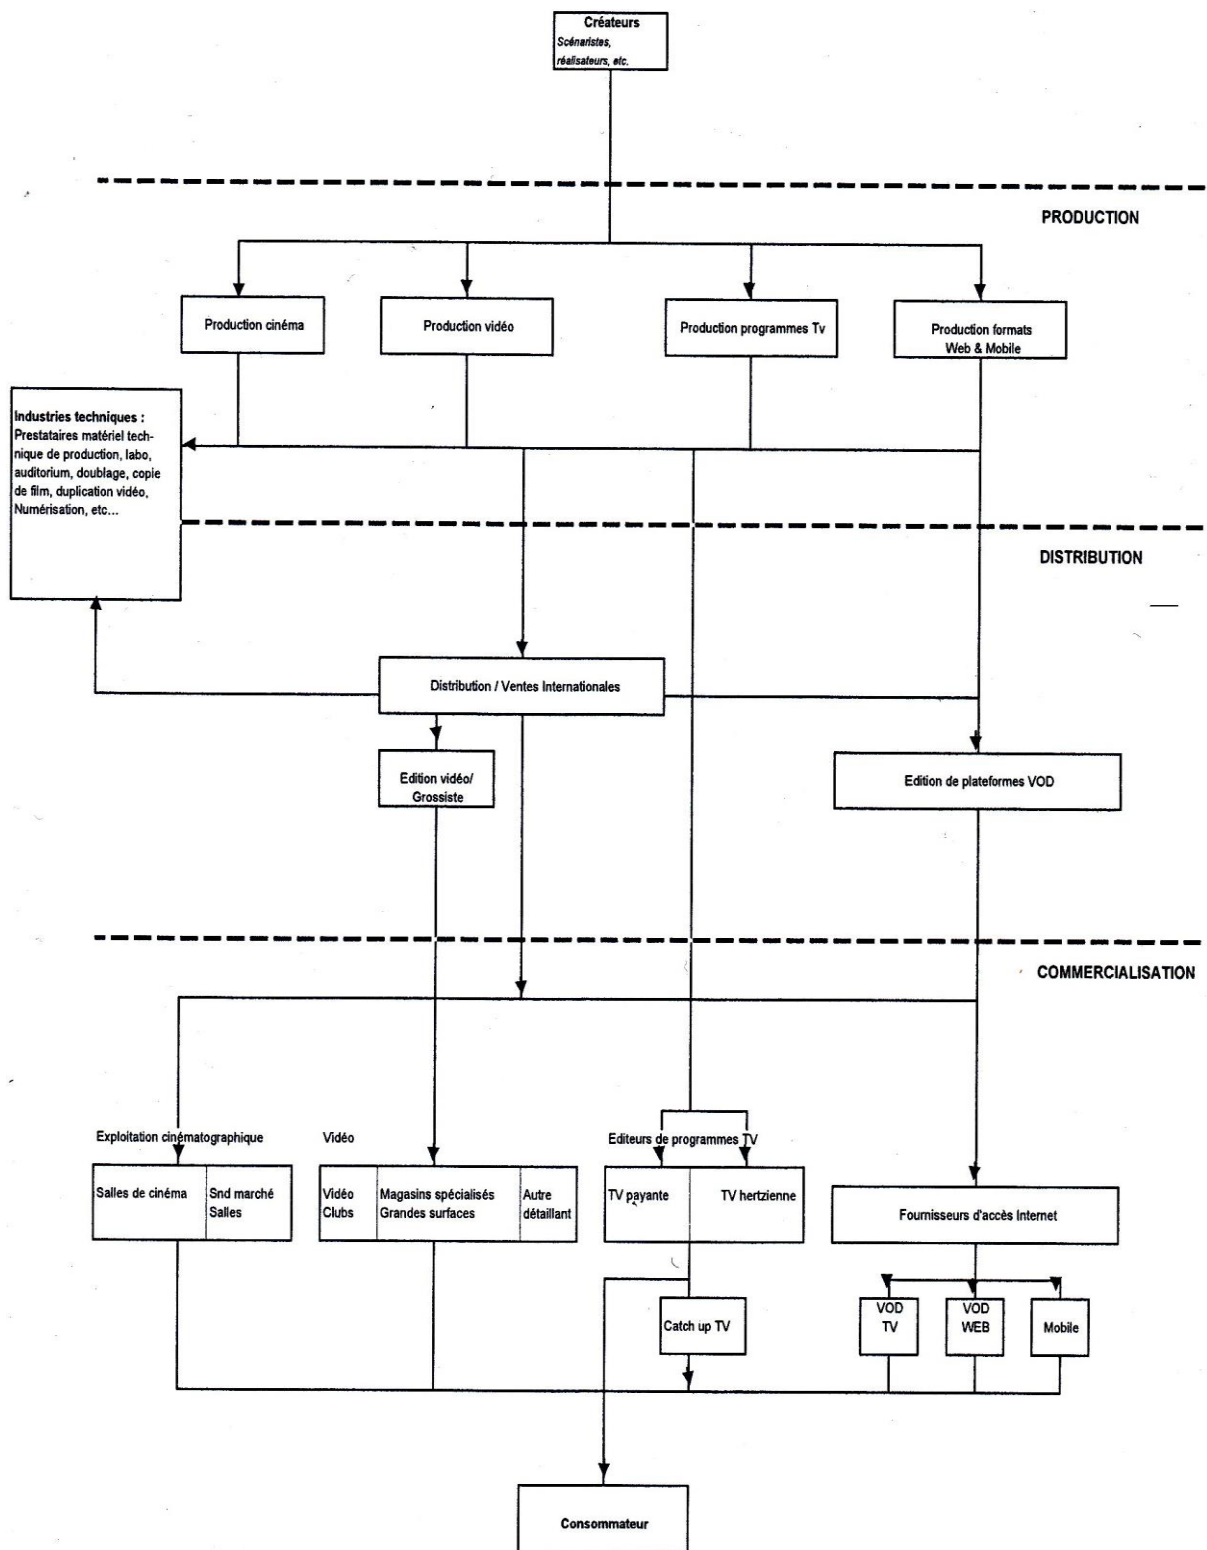 Créateurs
Scénaristes,
réalisateurs, etc.
PRODUCTION
Production cinéma
Production vidéo
Production programmes Tv
Production formats
Web & Mobile
Industries techniques :
Prestataires matériel tech-
nique de production, labo,
auditorium, doublage, copie
de film, duplication vidéo,
Numérisation, etc...
DISTRIBUTION
Distribution / Ventes Internationales
Edition vidéo/
Grossiste
Edition de plateformes VOD
COMMERCIALISATION
Exploitation cinématographique
Salles de cinéma
Snd marché
Salles
Vidéo
Vidéo
Clubs
Magasins spécialisés
Grandes surfaces
Autre
détaillant
Editeurs de programmes TV
TV payante
TV hertzienne
Fournisseurs d'accès Internet
Catch up TV
VOD
TV
VOD
WEB
Mobile
Consommateur